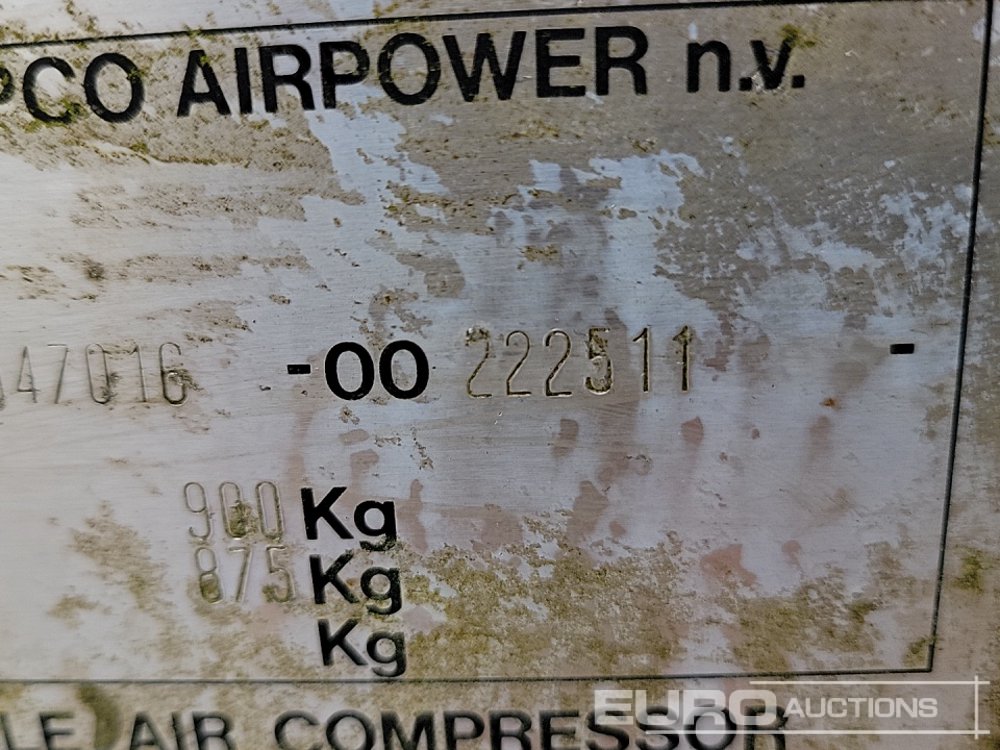 PCO AIRPOWER n.v.
47016 -00 222511 -
900 Kg
875 Kg
Kg
LE AIR COMPRESSOR
EURO AUCTIONS